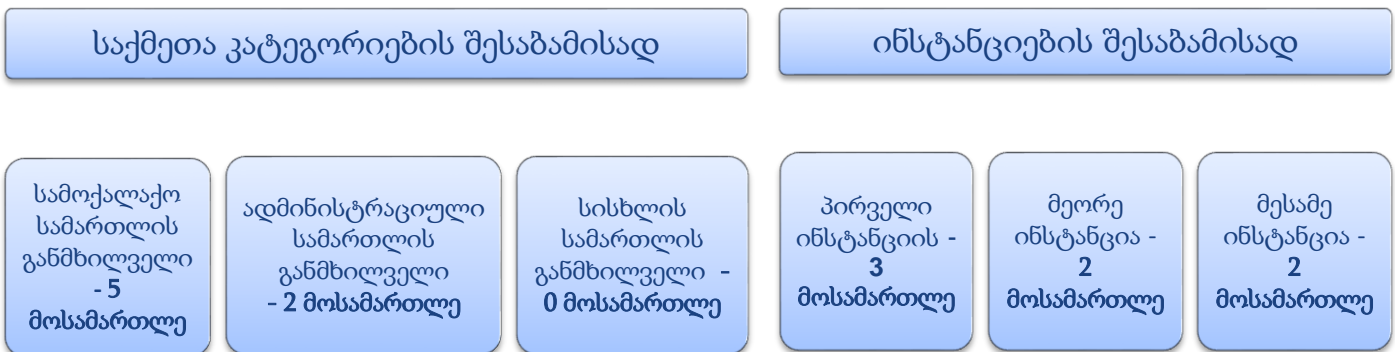 საქმეთა კატეგორიების შესაბამისად
ინსტანციების შესაბამისად
სამოქალაქო
სამართლის
განმხილველი
- 5
მოსამართლე
ადმინისტრაციული
სამართლის
განმხილველი
- 2 მოსამართლე
სისხლის
სამართლის
განმხილველი -
0 მოსამართლე
პირველი
ინსტანციის -
3
მოსამართლე
მეორე
ინსტანცია -
2
მოსამართლე
მესამე
ინსტანცია -
2
მოსამართლე